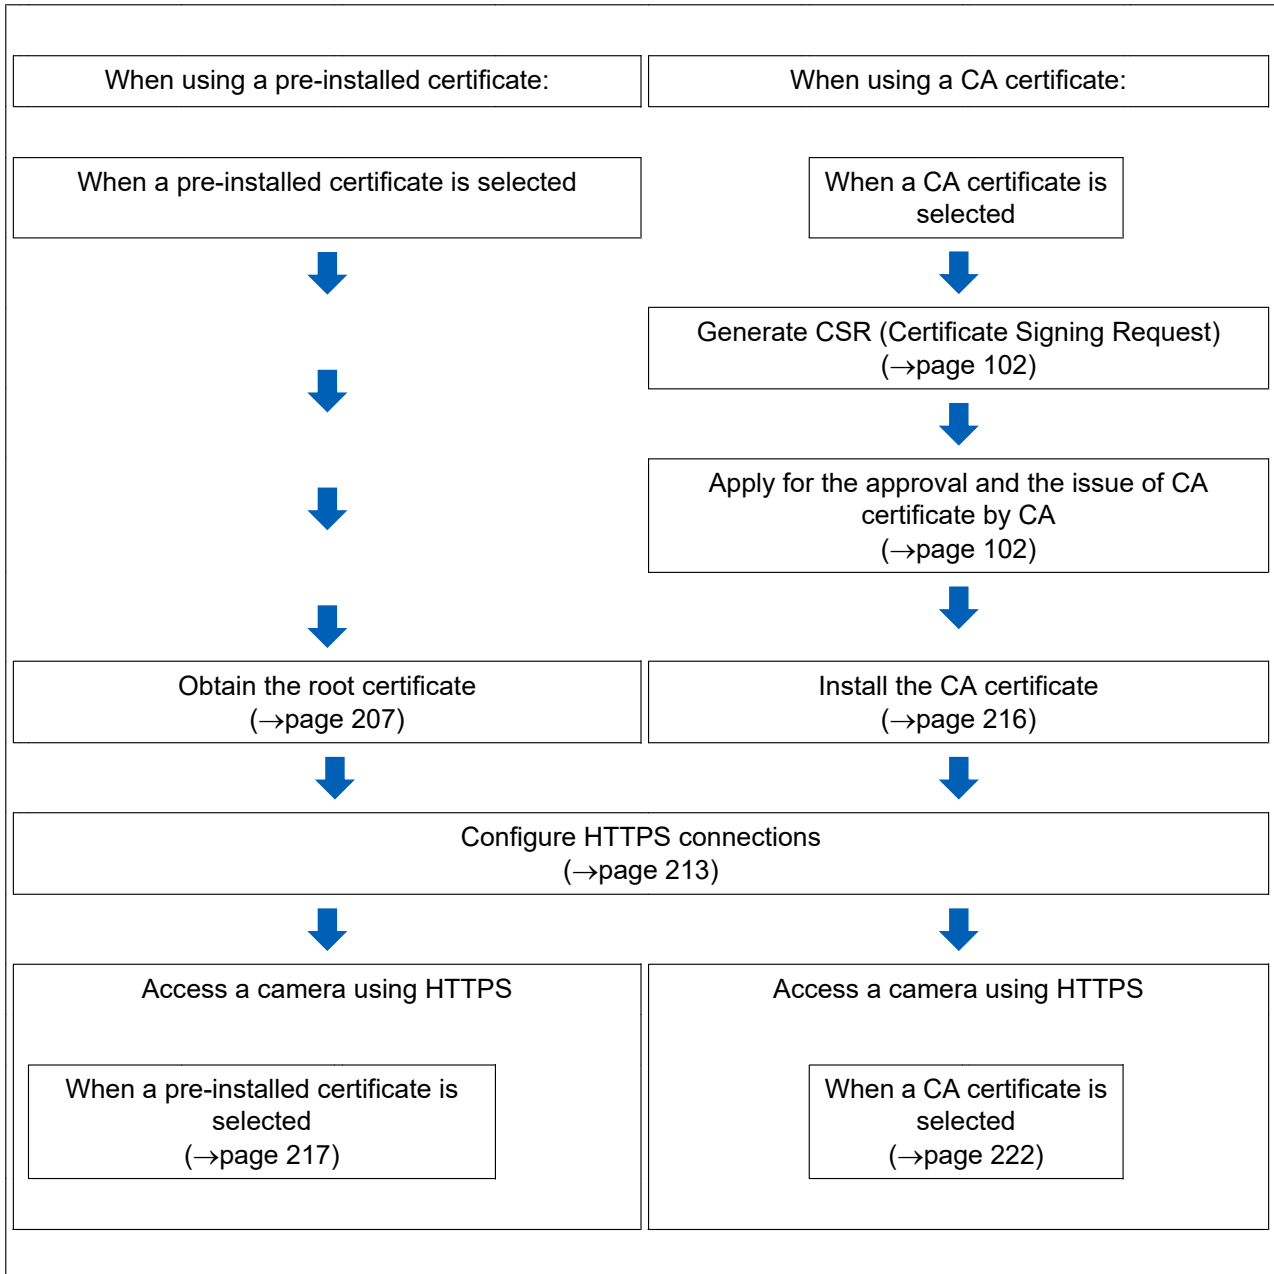 When using a pre-installed certificate:
When using a CA certificate:
When a pre-installed certificate is selected
When a CA certificate is
selected
Generate CSR (Certificate Signing Request)
(→page 102)
Apply for the approval and the issue of CA
certificate by CA
(→page 102)
Obtain the root certificate
(→page 207)
Install the CA certificate
(→page 216)
Configure HTTPS connections
(→page 213)
Access a camera using HTTPS
When a pre-installed certificate is
selected
(→page 217)
Access a camera using HTTPS
When a CA certificate is
selected
(→page 222)